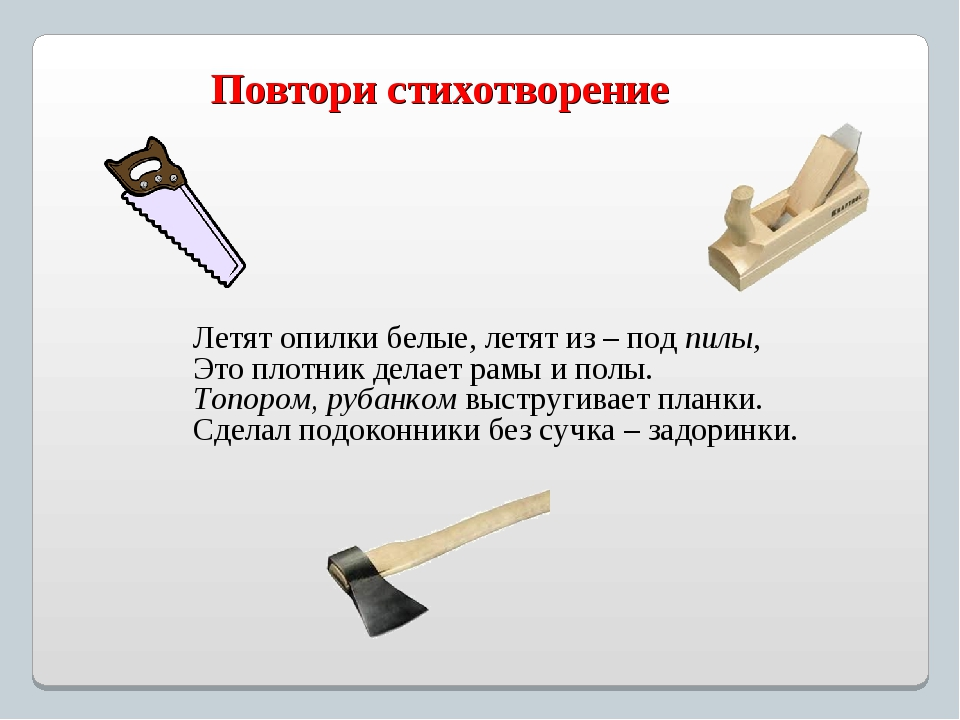 Повтори стихотворение
Летят опилки белые, летят из – под пилы,
Это плотник делает рамы и полы.
Топором, рубанком выстругивает планки.
Сделал подоконники без сучка – задоринки.